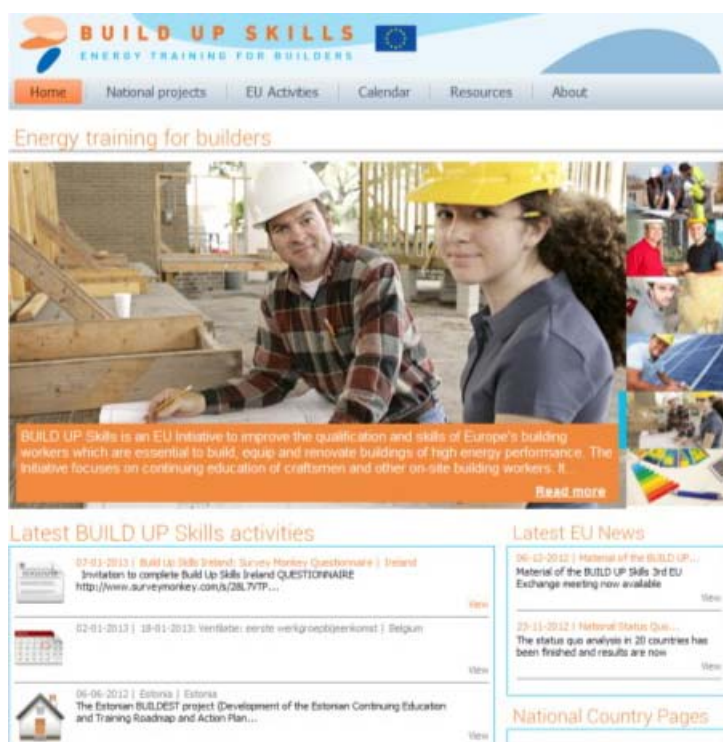 BUILD UP SKILLS
ENERGY TRAINING FOR BUILDERS
Home National projects EU Activities Calendar Resources About
Energy training for builders
BUILD UP Skills is an EU Initiative to improve the qualification and skills of Europe's building
workers which are essential to build, equip and renovate buildings of high energy performance. The
Initiative focuses on continuing education of craftsmen and other on-site building workers. It...
Read more
Latest BUILD UP Skills activities
07-01-2013 | Build Up Skills Ireland: Survey Monkey Questionnaire | Ireland
Invitation to complete Build Up Skills Ireland QUESTIONNAIRE
http://www.surveymonkey.com/s/28L7VTP...
View
02-01-2013 | 18-01-2013: Ventilatie: eerste werkgroepbijeenkomst | Belgium
View
06-06-2012 | Estonia | Estonia
The Estonian BUILDEST project (Development of the Estonian Continuing Education
and Training Roadmap and Action Plan...
View
Latest EU News
06-12-2012 | Material of the BUILD UP...
Material of the BUILD UP Skills 3rd EU
Exchange meeting now available
View
23-11-2012 | National Status Quo...
The status quo analysis in 20 countries has
been finished and results are now
View
National Country Pages